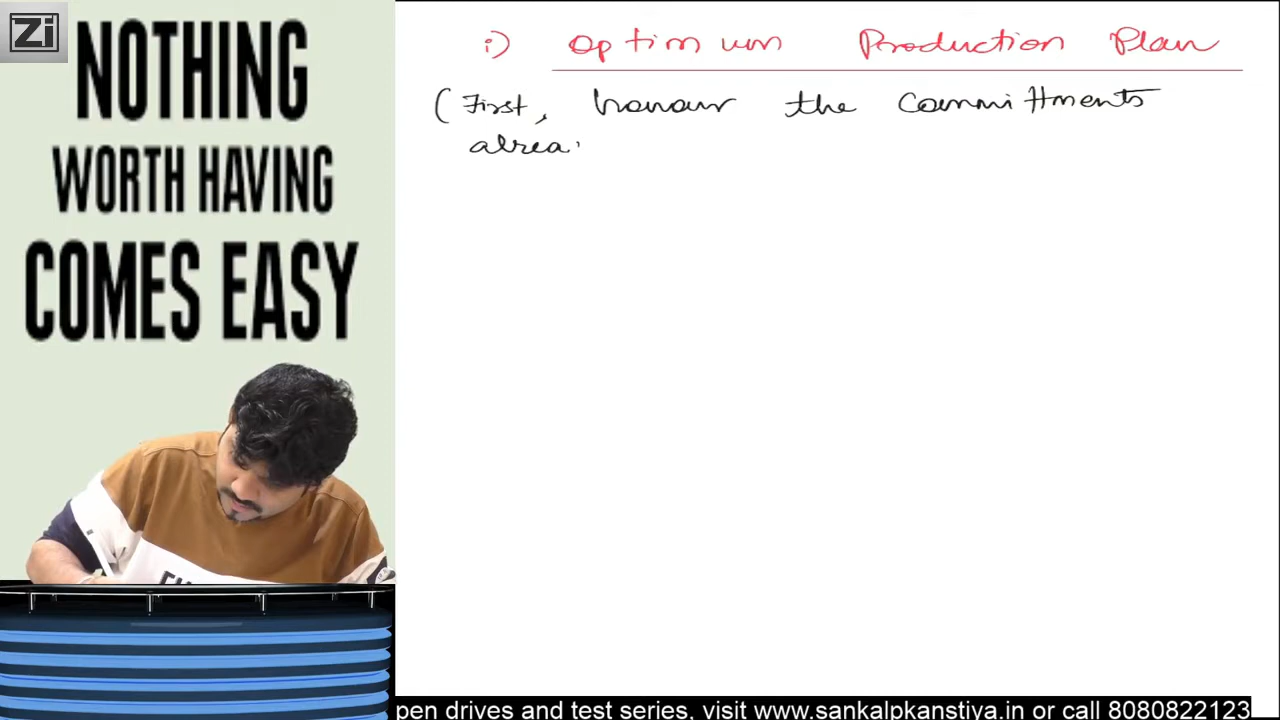 Zi
NOTHING
WORTH HAVING
COMES EASY
i) Optimum Production Plan
(First, honour the committments
alrea
pen drives and test series, visit www.sankalpkanstiya.in or call 8080822123